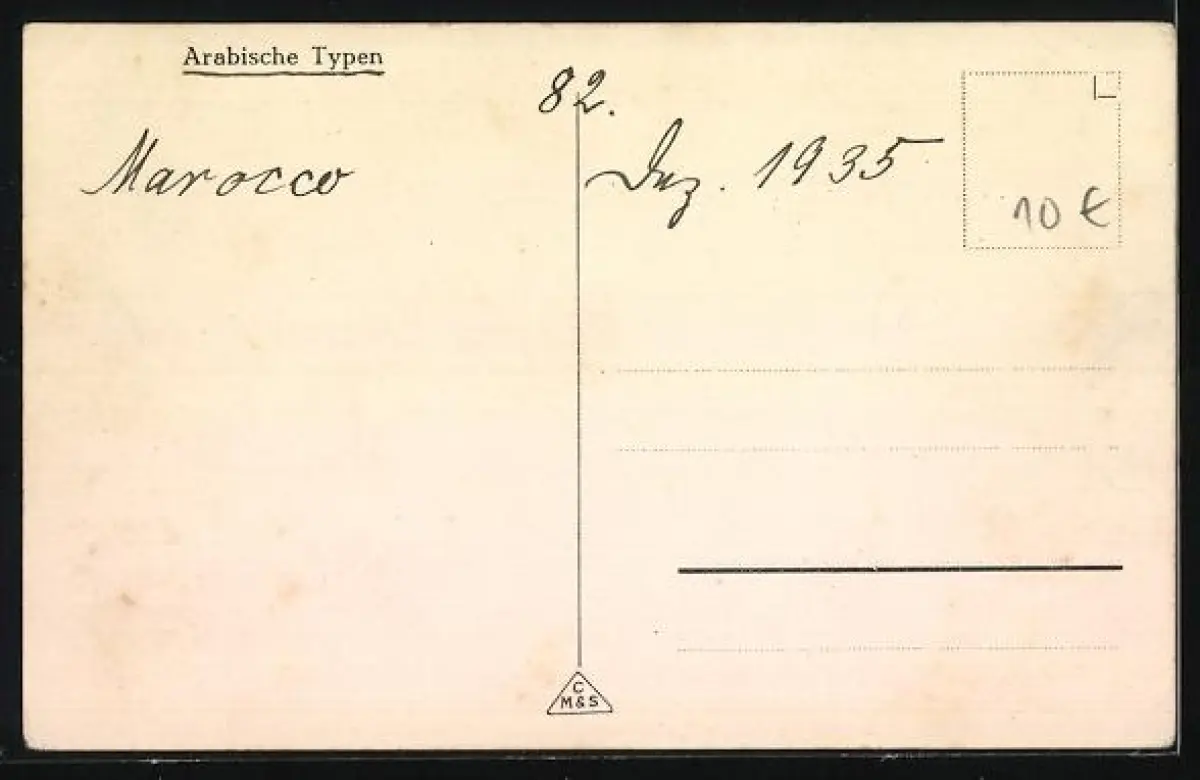 Arabische Typen
82.
Marocco
Dez. 1935
10 €
C
M&S